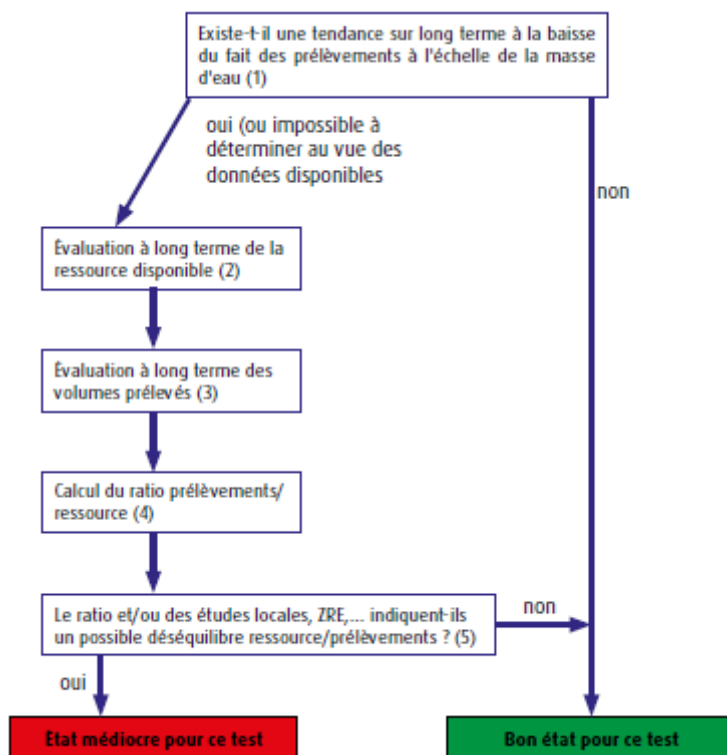 Existe-t-il une tendance sur long terme à la baisse
du fait des prélèvements à l'échelle de la masse
d'eau (1)
oui (ou impossible à
déterminer au vue des
données disponibles
non
Évaluation à long terme de la
ressource disponible (2)
Évaluation à long terme des
volumes prélevés (3)
Calcul du ratio prélèvements/
ressource (4)
Le ratio et/ou des études locales, ZRE,... indiquent-ils
un possible déséquilibre ressource/prélèvements ? (5)
non
oui
Etat médiocre pour ce test
Bon état pour ce test